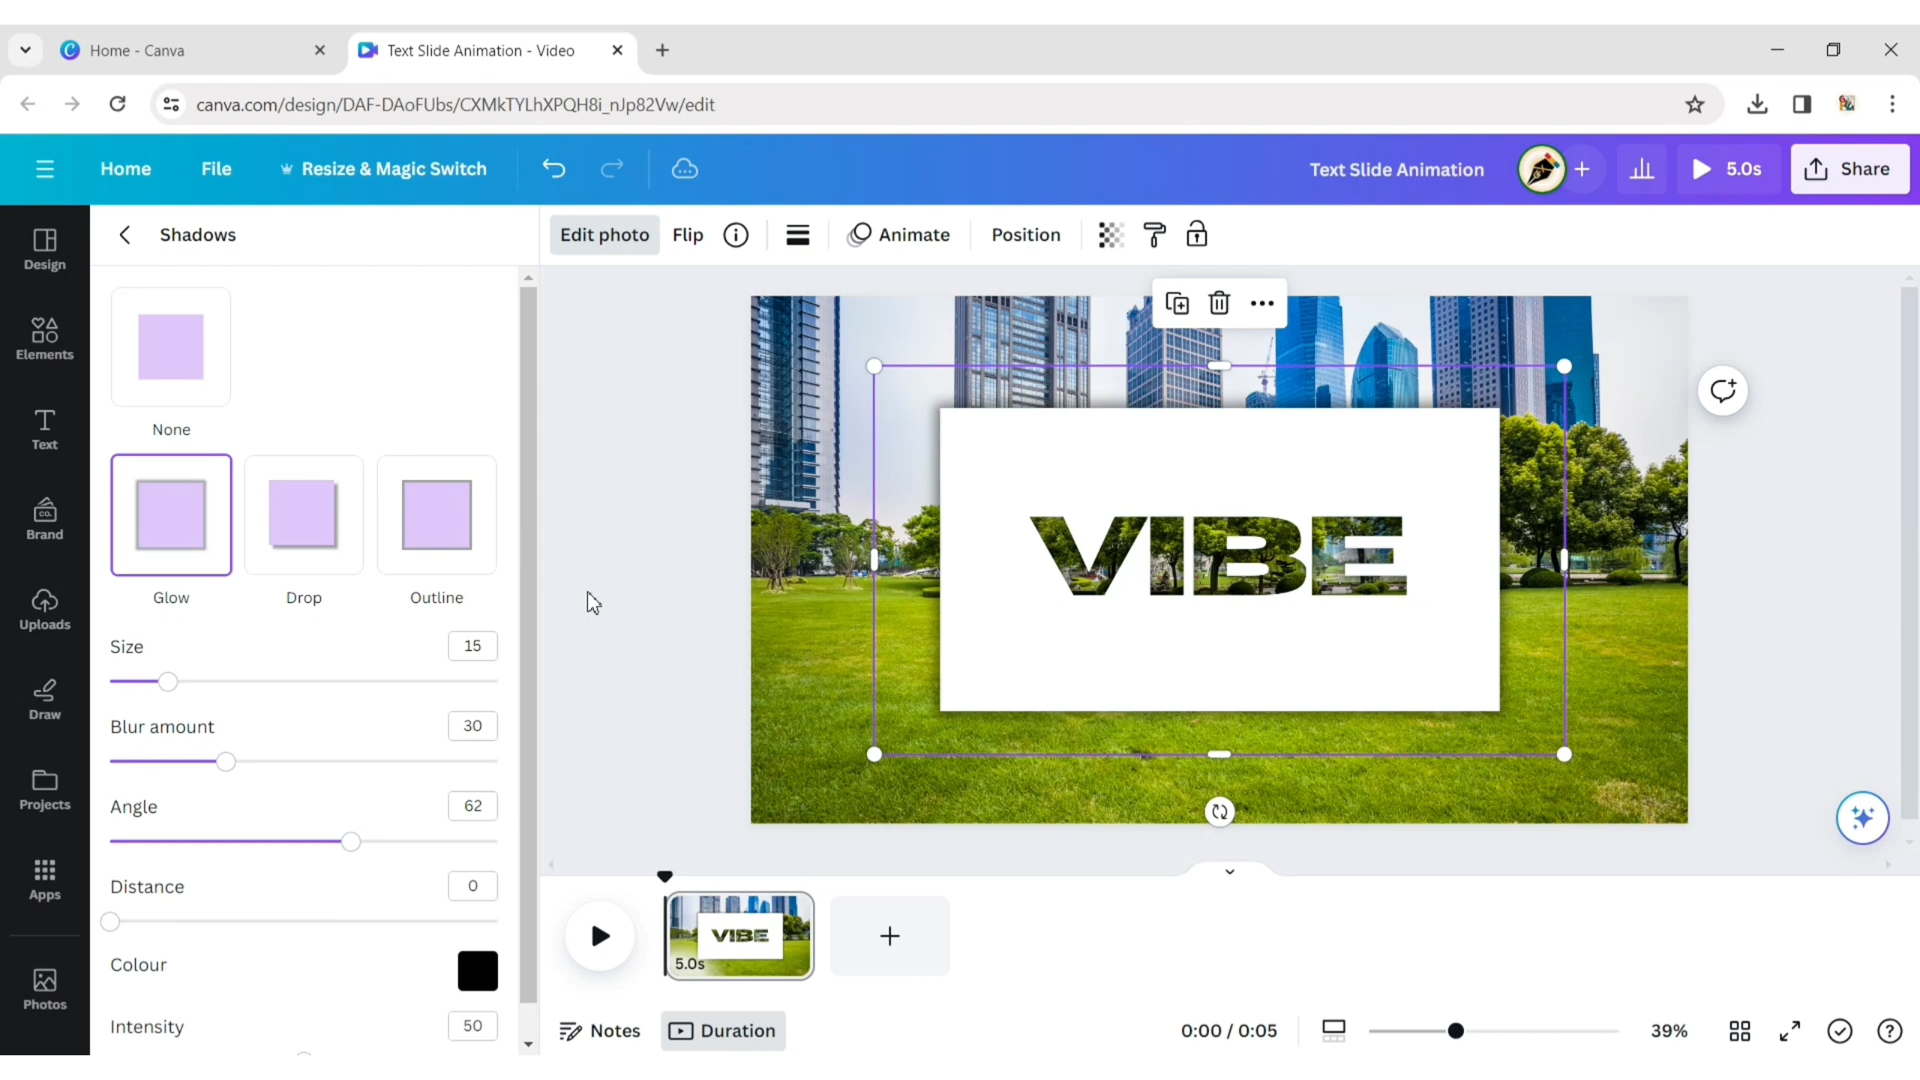 Home - Canva
Text Slide Animation - Video
canva.com/design/DAF-DAoFUbs/CXMkTYLhXPQH8i_nJp82Vw/edit
Home
File
Resize & Magic Switch
Text Slide Animation
5.0s
Share
Design
Elements
Text
CO.
Brand
Uploads
Draw
Projects
Apps
Photos
Shadows
None
Glow
Drop
Outline
Size
15
Blur amount
30
Angle
62
Distance
0
Colour
Intensity
50
Edit photo
Flip
Animate
Position
VIBE
VIBE
5.0s
Notes
Duration
0:00 / 0:05
39%